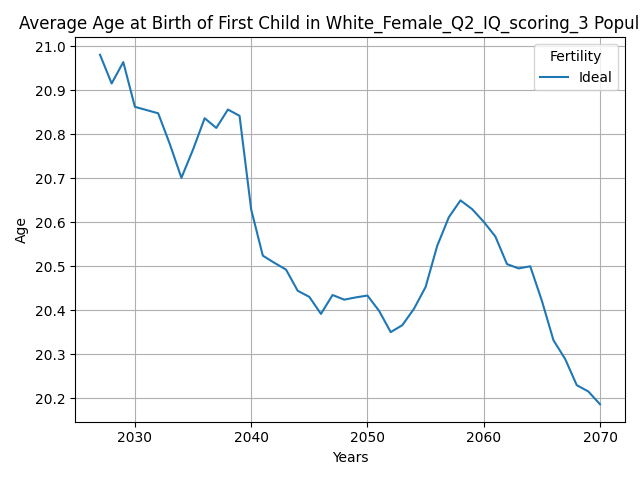 Average Age at Birth of First Child in White_Female_Q2_IQ_scoring_3 Popul
21.0
20.9
20.8
20.7
20.6
20.5
20.4
20.3
20.2
Age
Fertility
Ideal
2030 2040 2050 2060 2070
Years